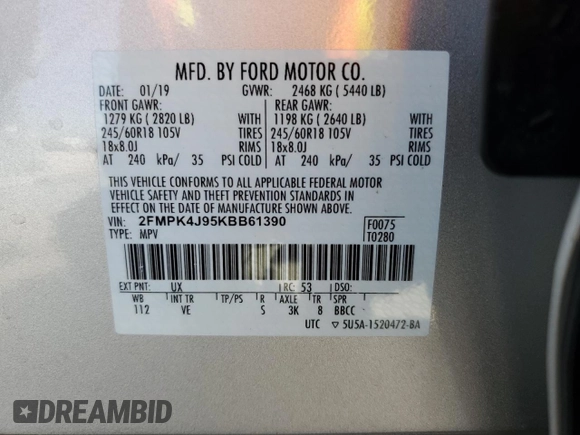 MFD. BY FORD MOTOR CO.
DATE: 01/19 GVWR: 2468 KG ( 5440 LB)
FRONT GAWR: REAR GAWR:
1279 KG ( 2820 LB) WITH 1198 KG ( 2640 LB) WITH
245/60R18 105V TIRES 245/60R18 105V TIRES
18x8.0J RIMS 18x8.0J RIMS
AT 240 kPa/ 35 PSI COLD AT 240 kPa/ 35 PSI COLD
THIS VEHICLE CONFORMS TO ALL APPLICABLE FEDERAL MOTOR
VEHICLE SAFETY AND THEFT PREVENTION STANDARDS IN
EFFECT ON THE DATE OF MANUFACTURE SHOWN ABOVE.
VIN: 2FMPK4J95KBB61390 F0075
TYPE: MPV T0280
EXT PNT: UX RC: 53 DSO:
WB INT TR TP/PS R AXLE TR SPR
112 VE S 3K 8 BBCC
UTC ▽ 5U5A-1520472-BA
DREAMBID